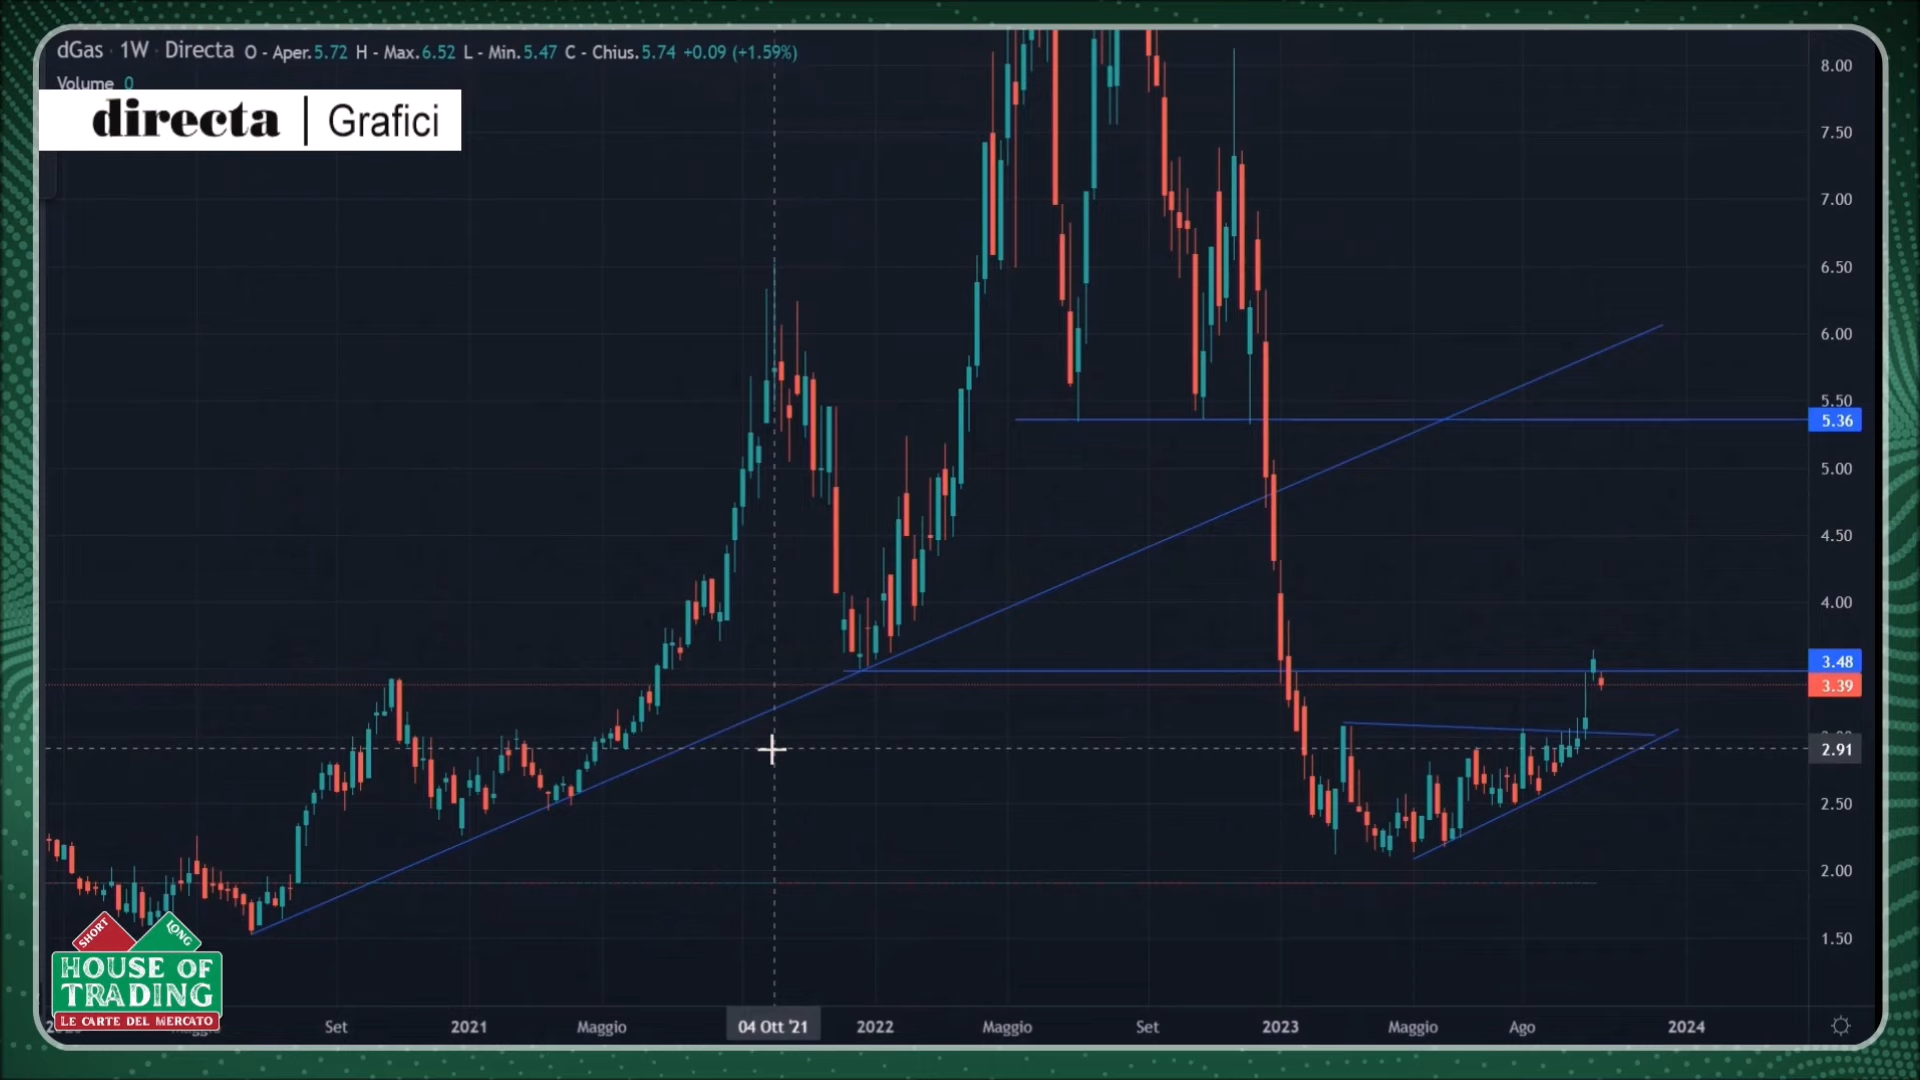 dGas · 1W · Directa O - Aper.5.72 H - Max.6.52 L - Min.5.47 C - Chius.5.74 +0.09 (+1.59%)
Volume 0
directa | Grafici
8.00
7.50
7.00
6.50
6.00
5.50
5.36
5.00
4.50
4.00
3.48
3.39
2.91
2.50
2.00
1.50
SHORT LONG
HOUSE OF
TRADING
LE CARTE DEL MERCATO
Set 2021 Maggio 04 Ott '21 2022 Maggio Set 2023 Maggio Ago 2024